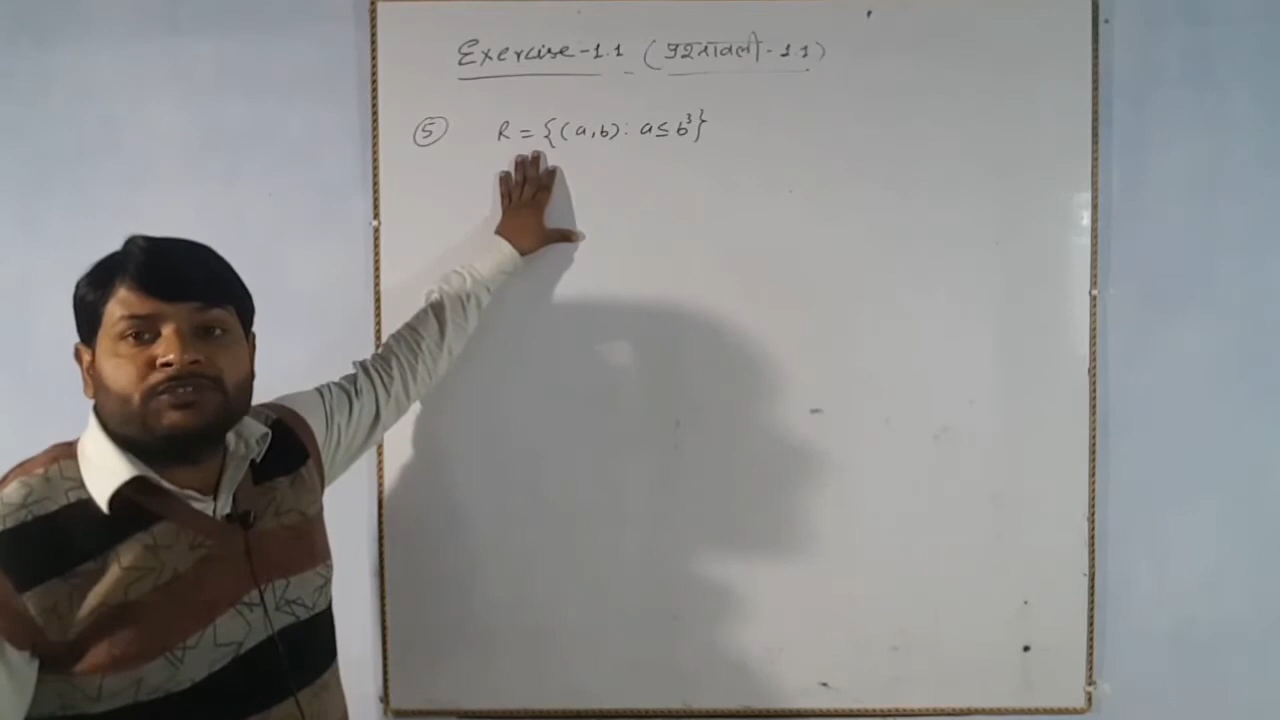 Exercise-1.1 (प्रश्नावली-1.1)
⑤ R = {(a,b): a≤b³}